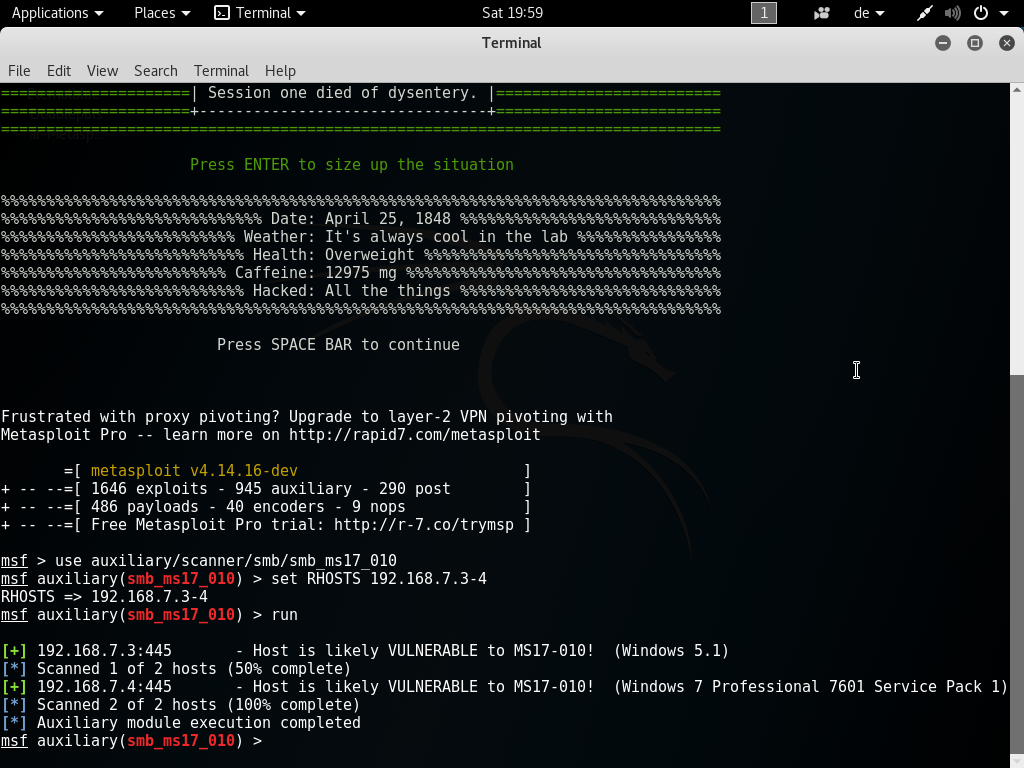 Applications Places Terminal Sat 19:59 1 de
Terminal
File Edit View Search Terminal Help
=====================| Session one died of dysentery. |=========================
=====================+--------------------------------+=========================
================================================================================
Press ENTER to size up the situation
%%%%%%%%%%%%%%%%%%%%%%%%%%%%%%%%%%%%%%%%%%%%%%%%%%%%%%%%%%%%%%%%%%%%%%%%%%%%%%%%%%
%%%%%%%%%%%%%%%%%%%%%%%%%%%%% Date: April 25, 1848 %%%%%%%%%%%%%%%%%%%%%%%%%%%%%
%%%%%%%%%%%%%%%%%%%%%%%%%% Weather: It's always cool in the lab %%%%%%%%%%%%%%%%
%%%%%%%%%%%%%%%%%%%%%%%%%%% Health: Overweight %%%%%%%%%%%%%%%%%%%%%%%%%%%%%%%%%
%%%%%%%%%%%%%%%%%%%%%%%%% Caffeine: 12975 mg %%%%%%%%%%%%%%%%%%%%%%%%%%%%%%%%%%%
%%%%%%%%%%%%%%%%%%%%%%%%%%% Hacked: All the things %%%%%%%%%%%%%%%%%%%%%%%%%%%%%
%%%%%%%%%%%%%%%%%%%%%%%%%%%%%%%%%%%%%%%%%%%%%%%%%%%%%%%%%%%%%%%%%%%%%%%%%%%%%%%%%%
Press SPACE BAR to continue
Frustrated with proxy pivoting? Upgrade to layer-2 VPN pivoting with
Metasploit Pro -- learn more on http://rapid7.com/metasploit
=[ metasploit v4.14.16-dev ]
+ -- --=[ 1646 exploits - 945 auxiliary - 290 post ]
+ -- --=[ 486 payloads - 40 encoders - 9 nops ]
+ -- --=[ Free Metasploit Pro trial: http://r-7.co/trymsp ]
msf > use auxiliary/scanner/smb/smb_ms17_010
msf auxiliary(smb_ms17_010) > set RHOSTS 192.168.7.3-4
RHOSTS => 192.168.7.3-4
msf auxiliary(smb_ms17_010) > run
[+] 192.168.7.3:445 - Host is likely VULNERABLE to MS17-010! (Windows 5.1)
[*] Scanned 1 of 2 hosts (50% complete)
[+] 192.168.7.4:445 - Host is likely VULNERABLE to MS17-010! (Windows 7 Professional 7601 Service Pack 1)
[*] Scanned 2 of 2 hosts (100% complete)
[*] Auxiliary module execution completed
msf auxiliary(smb_ms17_010) >